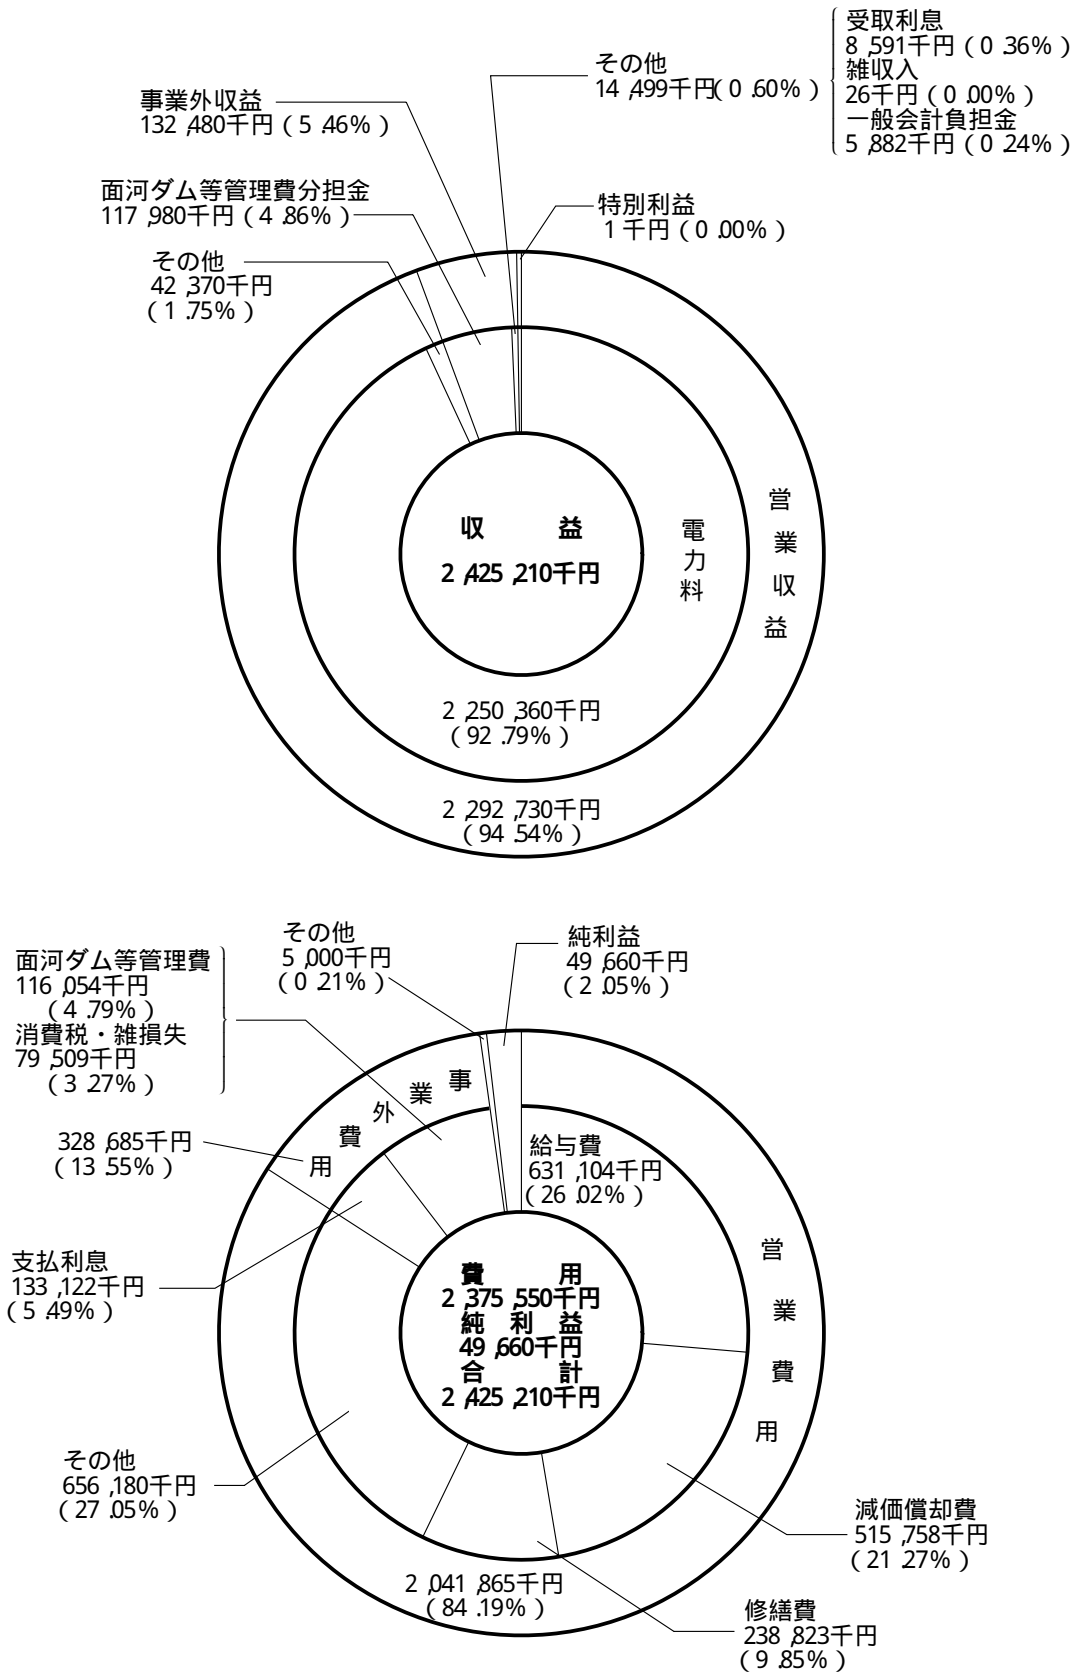 受取利息
8,591千円(0.36%)
雑収入
26千円(0.00%)
一般会計負担金
5,882千円(0.24%)
その他
14,499千円(0.60%)
事業外収益
132,480千円(5.46%)
面河ダム等管理費分担金
117,980千円(4.86%)
特別利益
1千円(0.00%)
その他
42,370千円
(1.75%)
収益
2,425,210千円
電力料
営業収益
2,250,360千円
(92.79%)
2,292,730千円
(94.54%)
その他
5,000千円
(0.21%)
純利益
49,660千円
(2.05%)
面河ダム等管理費
116,054千円
(4.79%)
消費税・雑損失
79,509千円
(3.27%)
事業外費用
328,685千円
(13.55%)
給与費
631,104千円
(26.02%)
支払利息
133,122千円
(5.49%)
費用
2,375,550千円
純利益
49,660千円
合計
2,425,210千円
営業費用
その他
656,180千円
(27.05%)
減価償却費
515,758千円
(21.27%)
2,041,865千円
(84.19%)
修繕費
238,823千円
(9.85%)